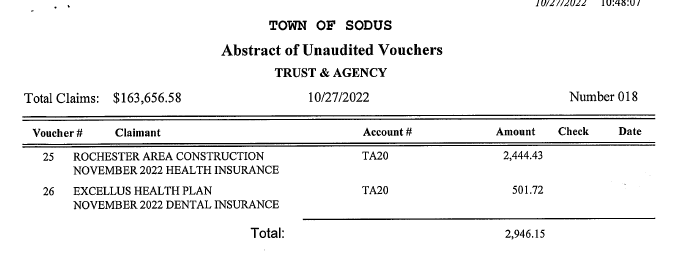 10/27/2022 10:48:07
TOWN OF SODUS
Abstract of Unaudited Vouchers
TRUST & AGENCY
Total Claims: $163,656.58 10/27/2022 Number 018
Voucher # Claimant Account # Amount Check Date
25 ROCHESTER AREA CONSTRUCTION TA20 2,444.43
NOVEMBER 2022 HEALTH INSURANCE
26 EXCELLUS HEALTH PLAN TA20 501.72
NOVEMBER 2022 DENTAL INSURANCE
Total: 2,946.15